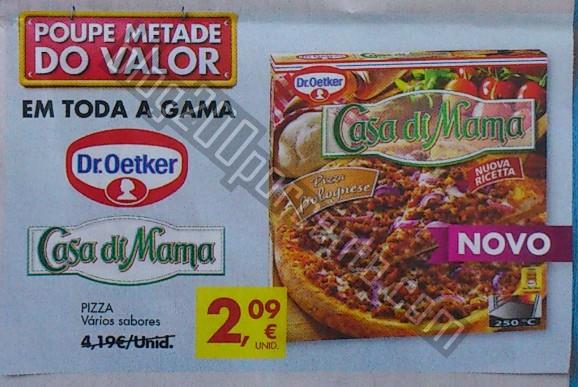 POUPE METADE
DO VALOR
EM TODA A GAMA
Dr.Oetker
Casa di Mama
PIZZA
Vários sabores
4,19€/Unid.
2,09
€
UNID.
Dr.Oetker
Casa di Mama
Pizza
Bolognese
NUOVA
RICETTA
NOVO
250 °C